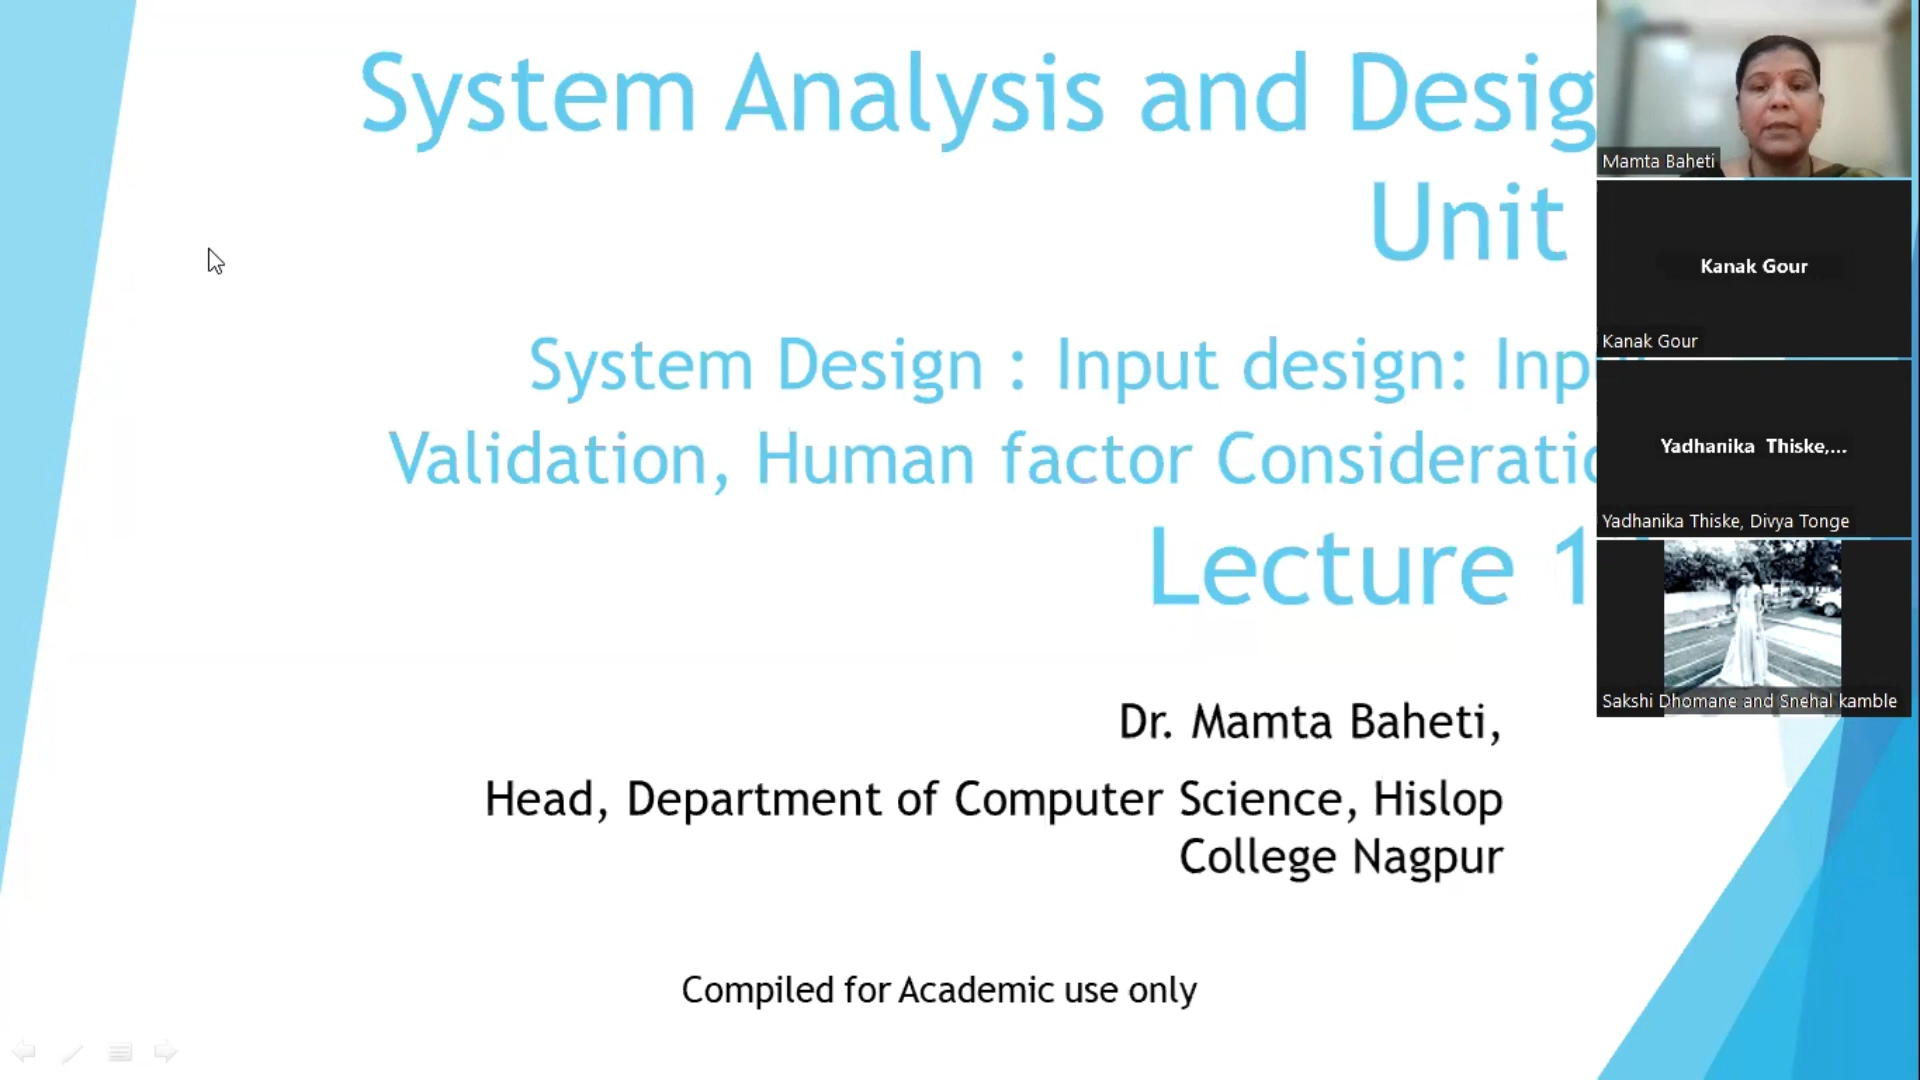 System Analysis and Desig
Unit
System Design : Input design: Inp
Validation, Human factor Consideratio
Lecture 1
Dr. Mamta Baheti,
Head, Department of Computer Science, Hislop
College Nagpur
Compiled for Academic use only
Mamta Baheti
Kanak Gour
Kanak Gour
Yadhanika Thiske,...
Yadhanika Thiske, Divya Tonge
Sakshi Dhomane and Snehal kamble